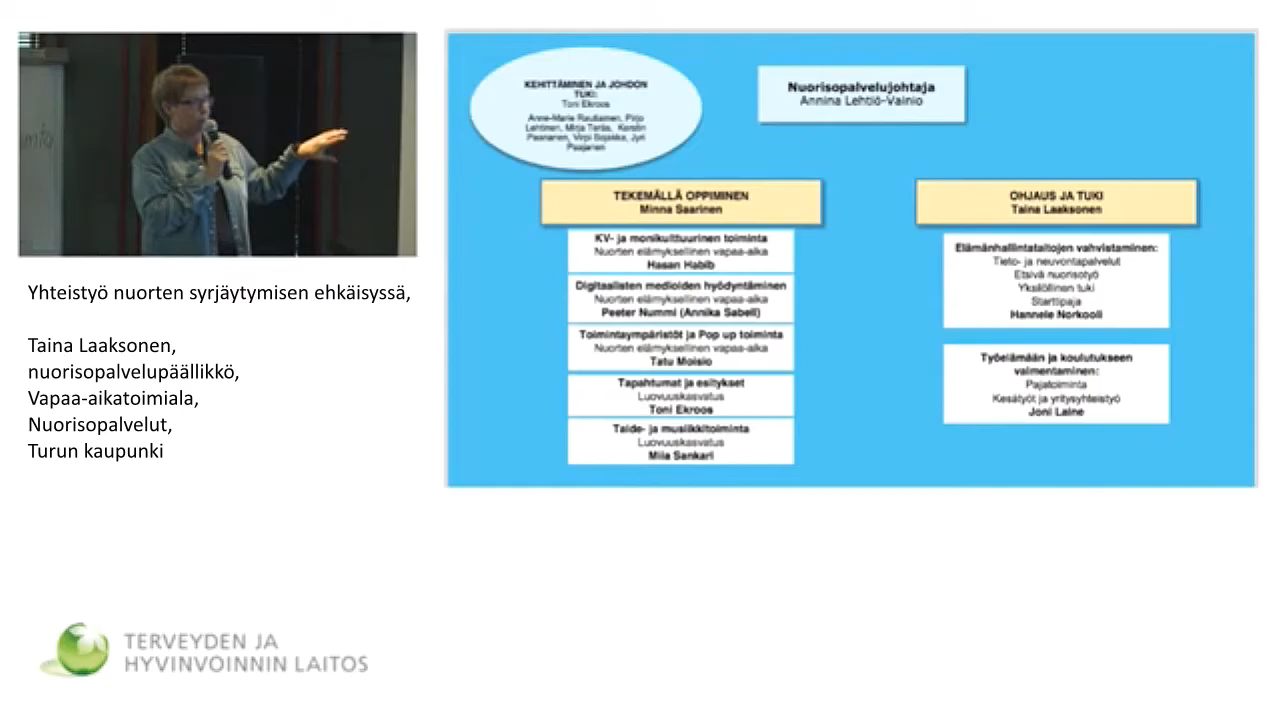 Yhteistyö nuorten syrjäytymisen ehkäisyssä,
Taina Laaksonen,
nuorisopalvelupäällikkö,
Vapaa-aikatoimiala,
Nuorisopalvelut,
Turun kaupunki
KEHITTÄMINEN JA JOHDON
TUKI:
Toni Ekroos
Anne-Marie Rautiainen, Pirjo
Lehtinen, Mirja Teräs, Kerstin
Paananen, Virpi Sojakka, Jyri
Paajanen
Nuorisopalvelujohtaja
Annina Lehtiö-Vainio
TEKEMÄLLÄ OPPIMINEN
Minna Saarinen
KV- ja monikulttuurinen toiminta
Nuorten elämyksellinen vapaa-aika
Hasan Habib
Digitaalisten medioiden hyödyntäminen
Nuorten elämyksellinen vapaa-aika
Peeter Nummi (Annika Sabell)
Toimintaympäristöt ja Pop up toiminta
Nuorten elämyksellinen vapaa-aika
Tatu Moisio
Tapahtumat ja esitykset
Luovuuskasvatus
Toni Ekroos
Taide- ja musiikkitoiminta
Luovuuskasvatus
Miia Sankari
OHJAUS JA TUKI
Taina Laaksonen
Elämänhallintataitojen vahvistaminen:
Tieto- ja neuvontapalvelut
Etsivä nuorisotyö
Yksilöllinen tuki
Starttipaja
Hannele Norkooli
Työelämään ja koulutukseen
valmentaminen:
Pajatoiminta
Kesätyöt ja yritysyhteistyö
Joni Laine
TERVEYDEN JA
HYVINVOINNIN LAITOS